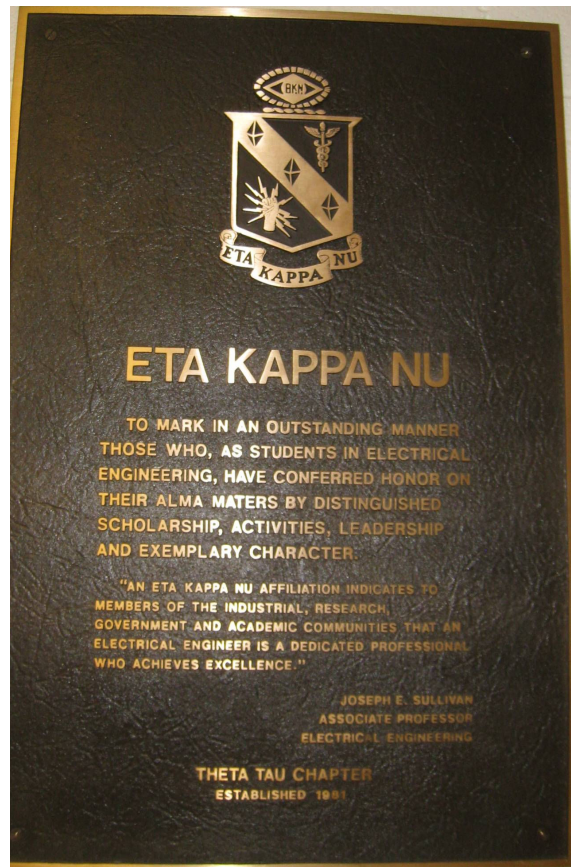 BKN
ETA KAPPA NU
ETA KAPPA NU
TO MARK IN AN OUTSTANDING MANNER
THOSE WHO, AS STUDENTS IN ELECTRICAL
ENGINEERING, HAVE CONFERRED HONOR ON
THEIR ALMA MATERS BY DISTINGUISHED
SCHOLARSHIP, ACTIVITIES, LEADERSHIP
AND EXEMPLARY CHARACTER:
"AN ETA KAPPA NU AFFILIATION INDICATES TO
MEMBERS OF THE INDUSTRIAL, RESEARCH,
GOVERNMENT AND ACADEMIC COMMUNITIES THAT AN
ELECTRICAL ENGINEER IS A DEDICATED PROFESSIONAL
WHO ACHIEVES EXCELLENCE."
JOSEPH E. SULLIVAN
ASSOCIATE PROFESSOR
ELECTRICAL ENGINEERING
THETA TAU CHAPTER
ESTABLISHED 1981